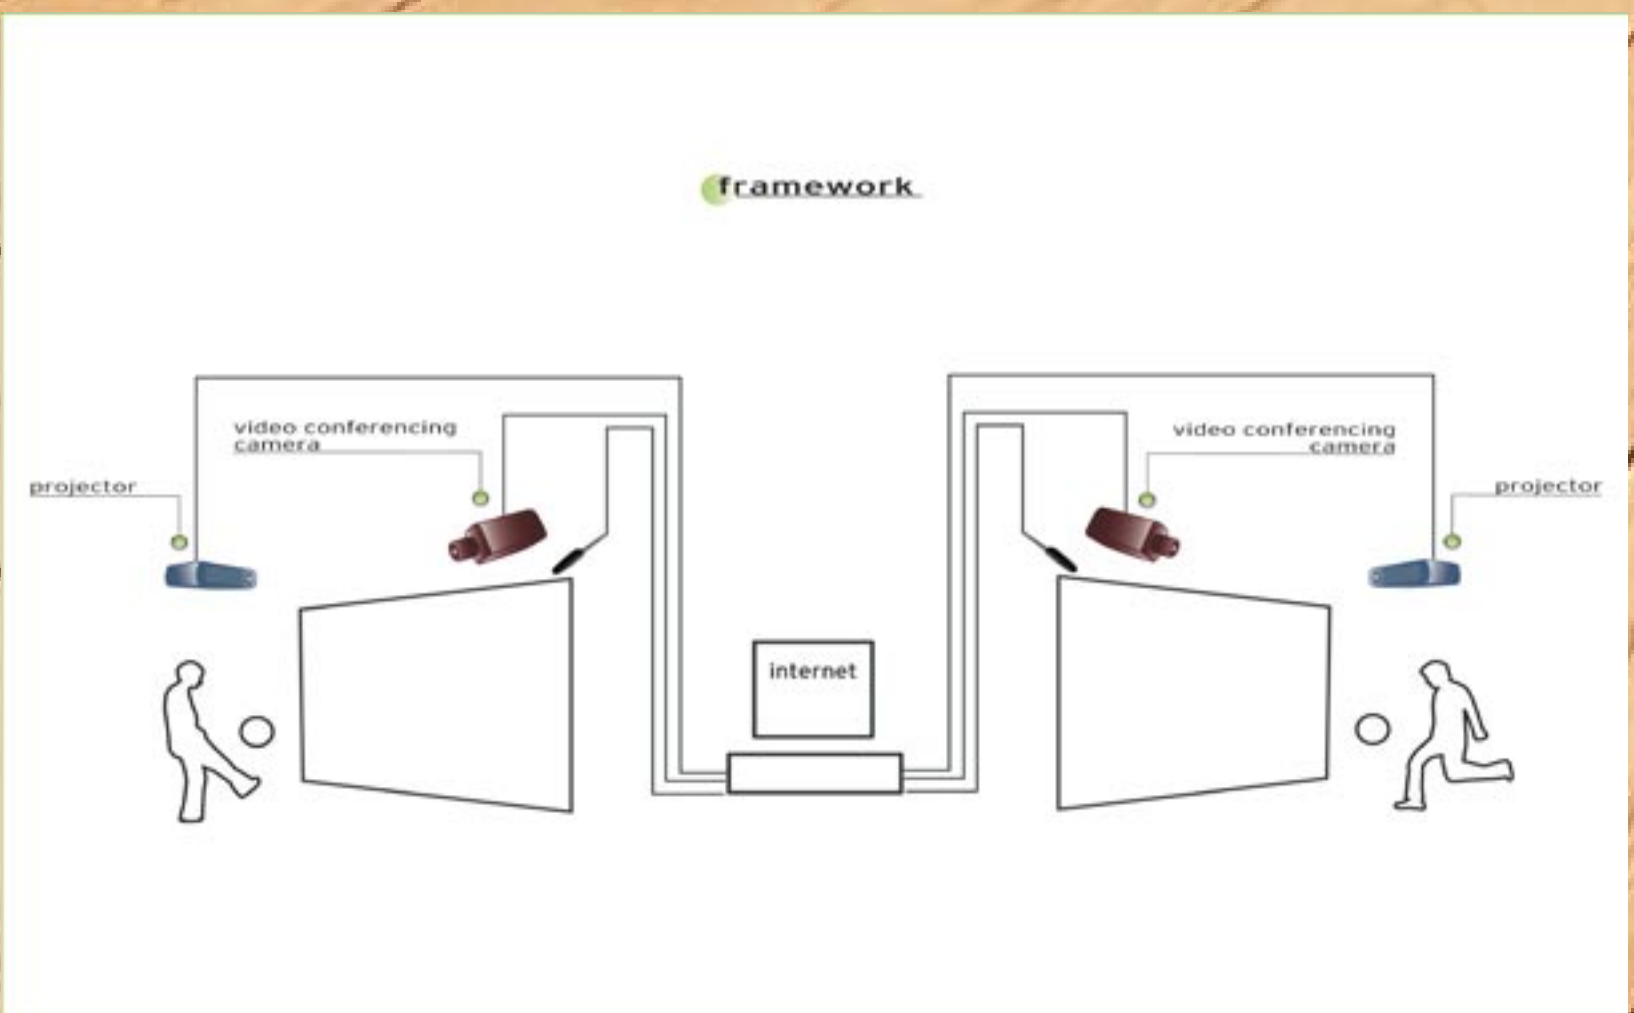 framework
video conferencing
camera
video conferencing
camera
projector
projector
internet